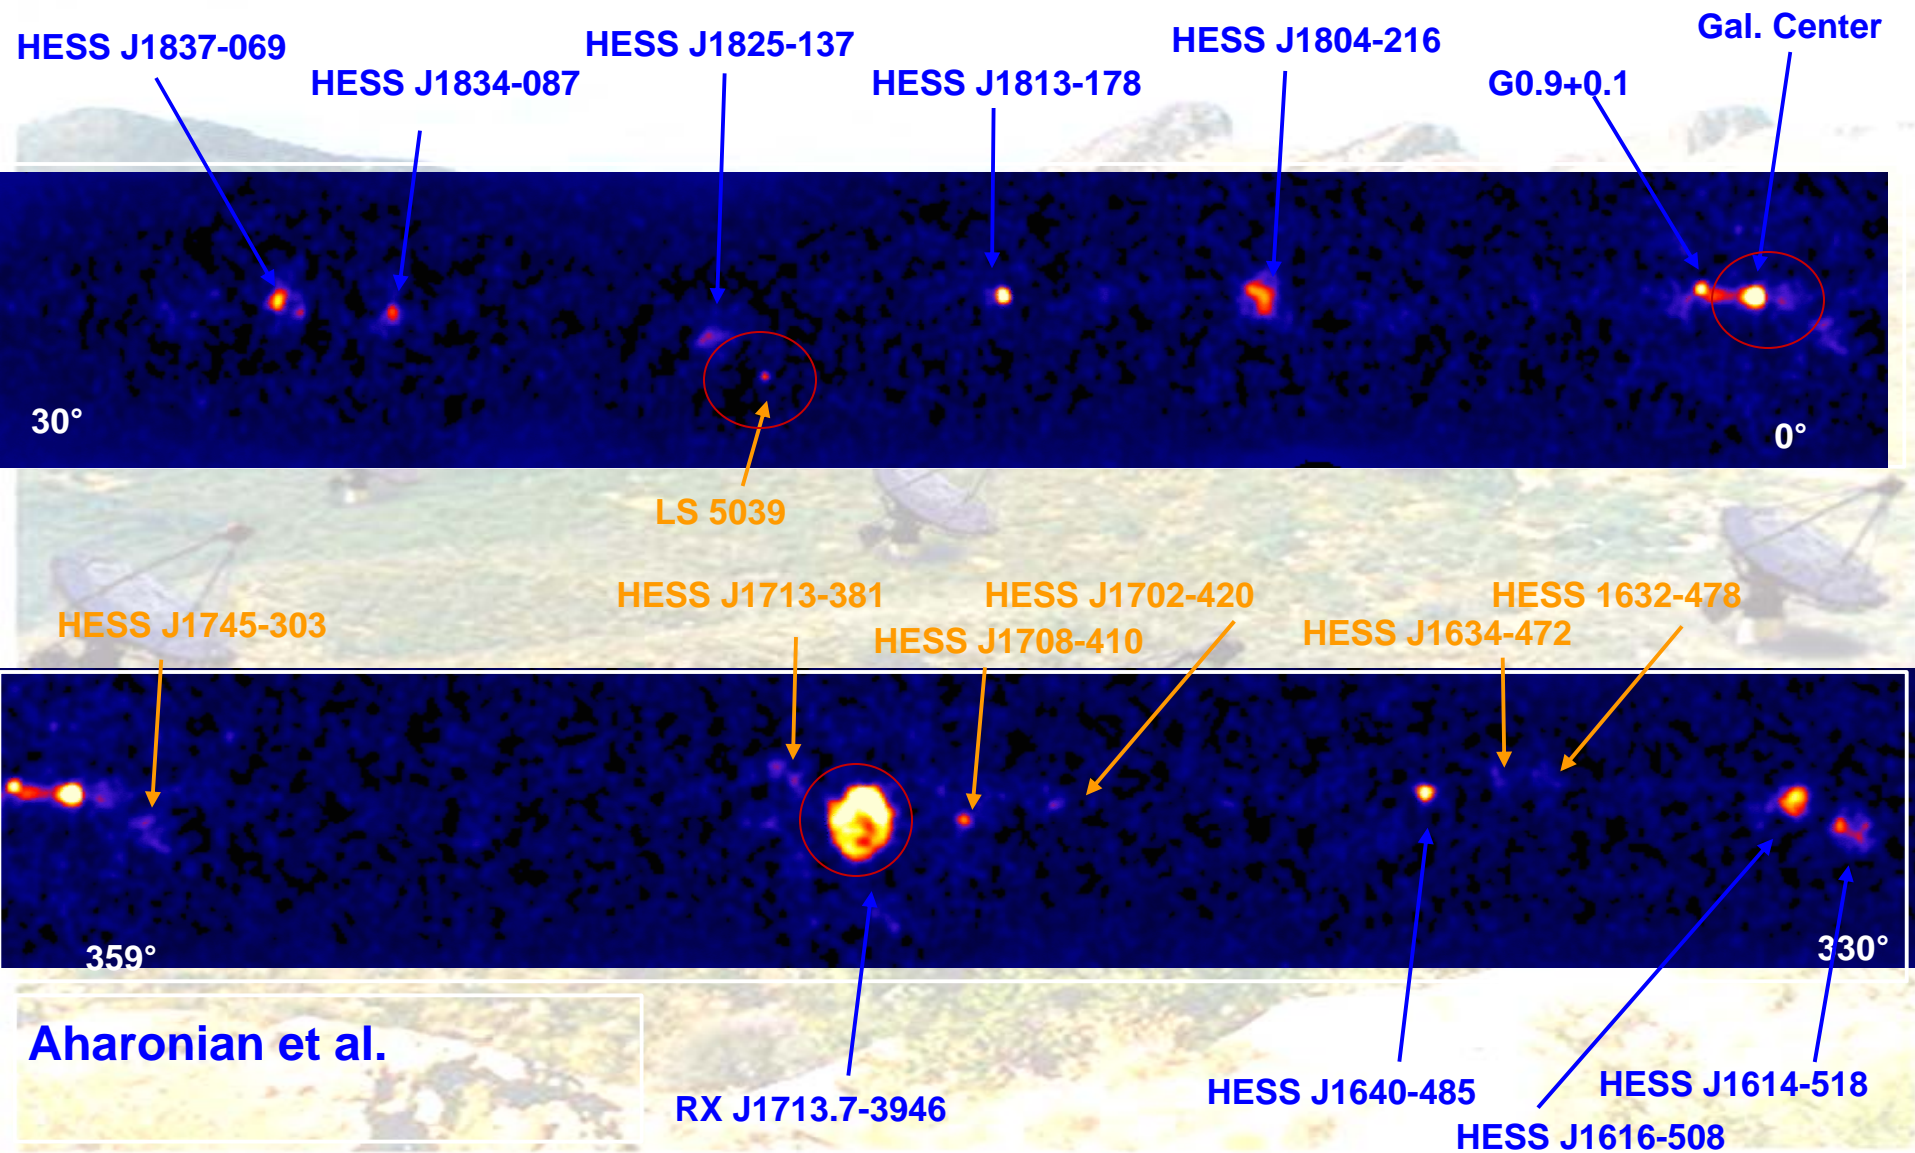 Gal. Center
HESS J1837-069
HESS J1825-137
HESS J1804-216
HESS J1834-087
HESS J1813-178
G0.9+0.1
30°
0°
LS 5039
HESS J1713-381
HESS J1702-420
HESS 1632-478
HESS J1745-303
HESS J1708-410
HESS J1634-472
359°
330°
Aharonian et al.
RX J1713.7-3946
HESS J1640-485
HESS J1614-518
HESS J1616-508